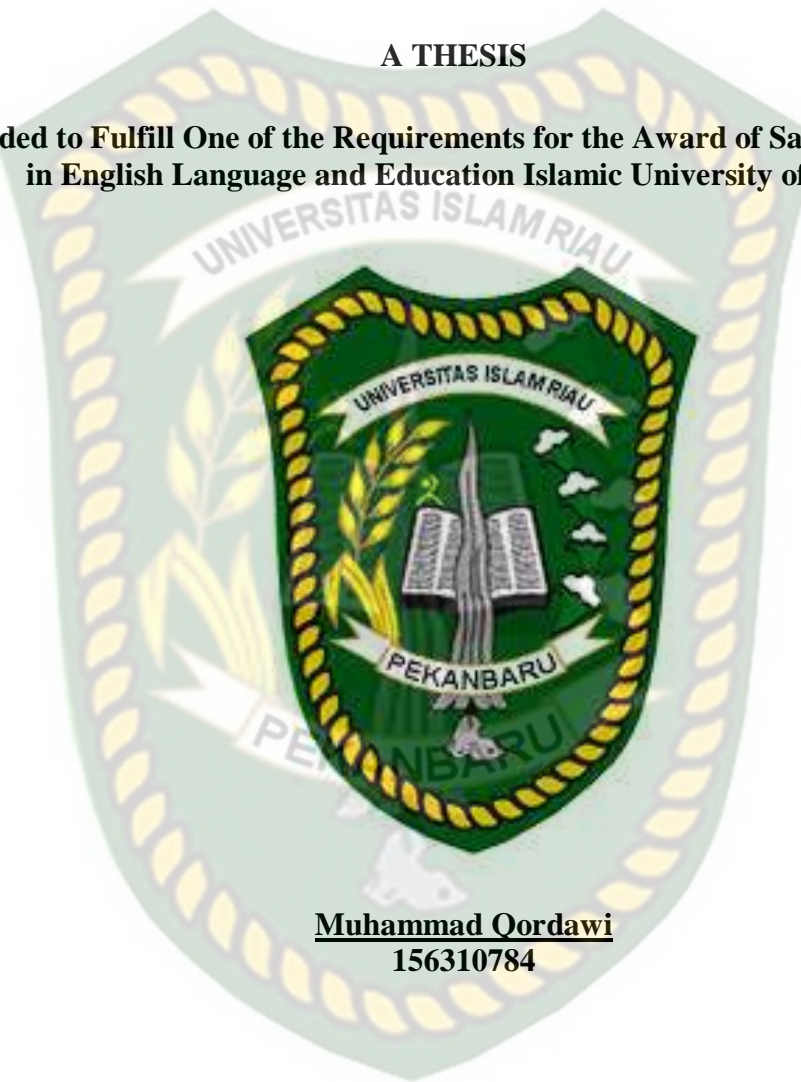 A THESIS
ded to Fulfill One of the Requirements for the Award of Sa
in English Language and Education Islamic University of
UNIVERSITAS ISLAM RIAU
UNIVERSITAS ISLAM RIAU
PEKANBARU
PEKANBARU
Muhammad Qordawi
156310784